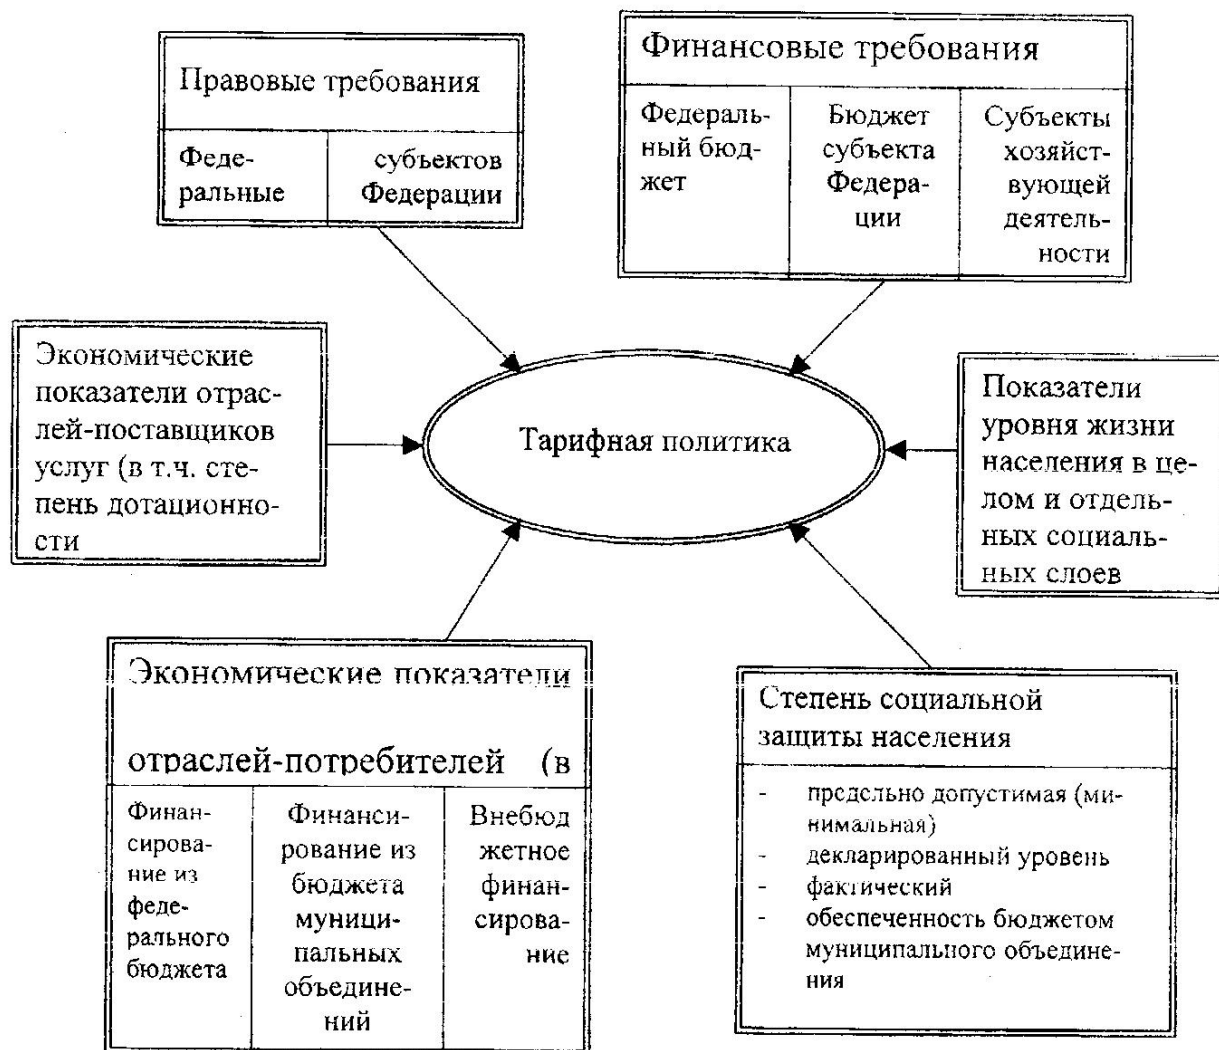 Правовые требования
Феде-
ральные
субъектов
Федерации
Финансовые требования
Федераль-
ный бюд-
жет
Бюджет
субъекта
Федера-
ции
Субъекты
хозяйст-
вующей
деятель-
ности
Экономические
показатели отрас-
лей-поставщиков
услуг (в т.ч. сте-
пень дотационно-
сти
Тарифная политика
Показатели
уровня жизни
населения в це-
лом и отдель-
ных социаль-
ных слоев
Экономические показатели
отраслей-потребителей (в
Финан-
сирова-
ние из
феде-
рального
бюджета
Финанси-
рование из
бюджета
муници-
пальных
объедине-
ний
Внебюд
жетное
финан-
сирова-
ние
Степень социальной
защиты населения
- предельно допустимая (ми-
нимальная)
- декларированный уровень
- фактический
- обеспеченность бюджетом
муниципального объедине-
ния